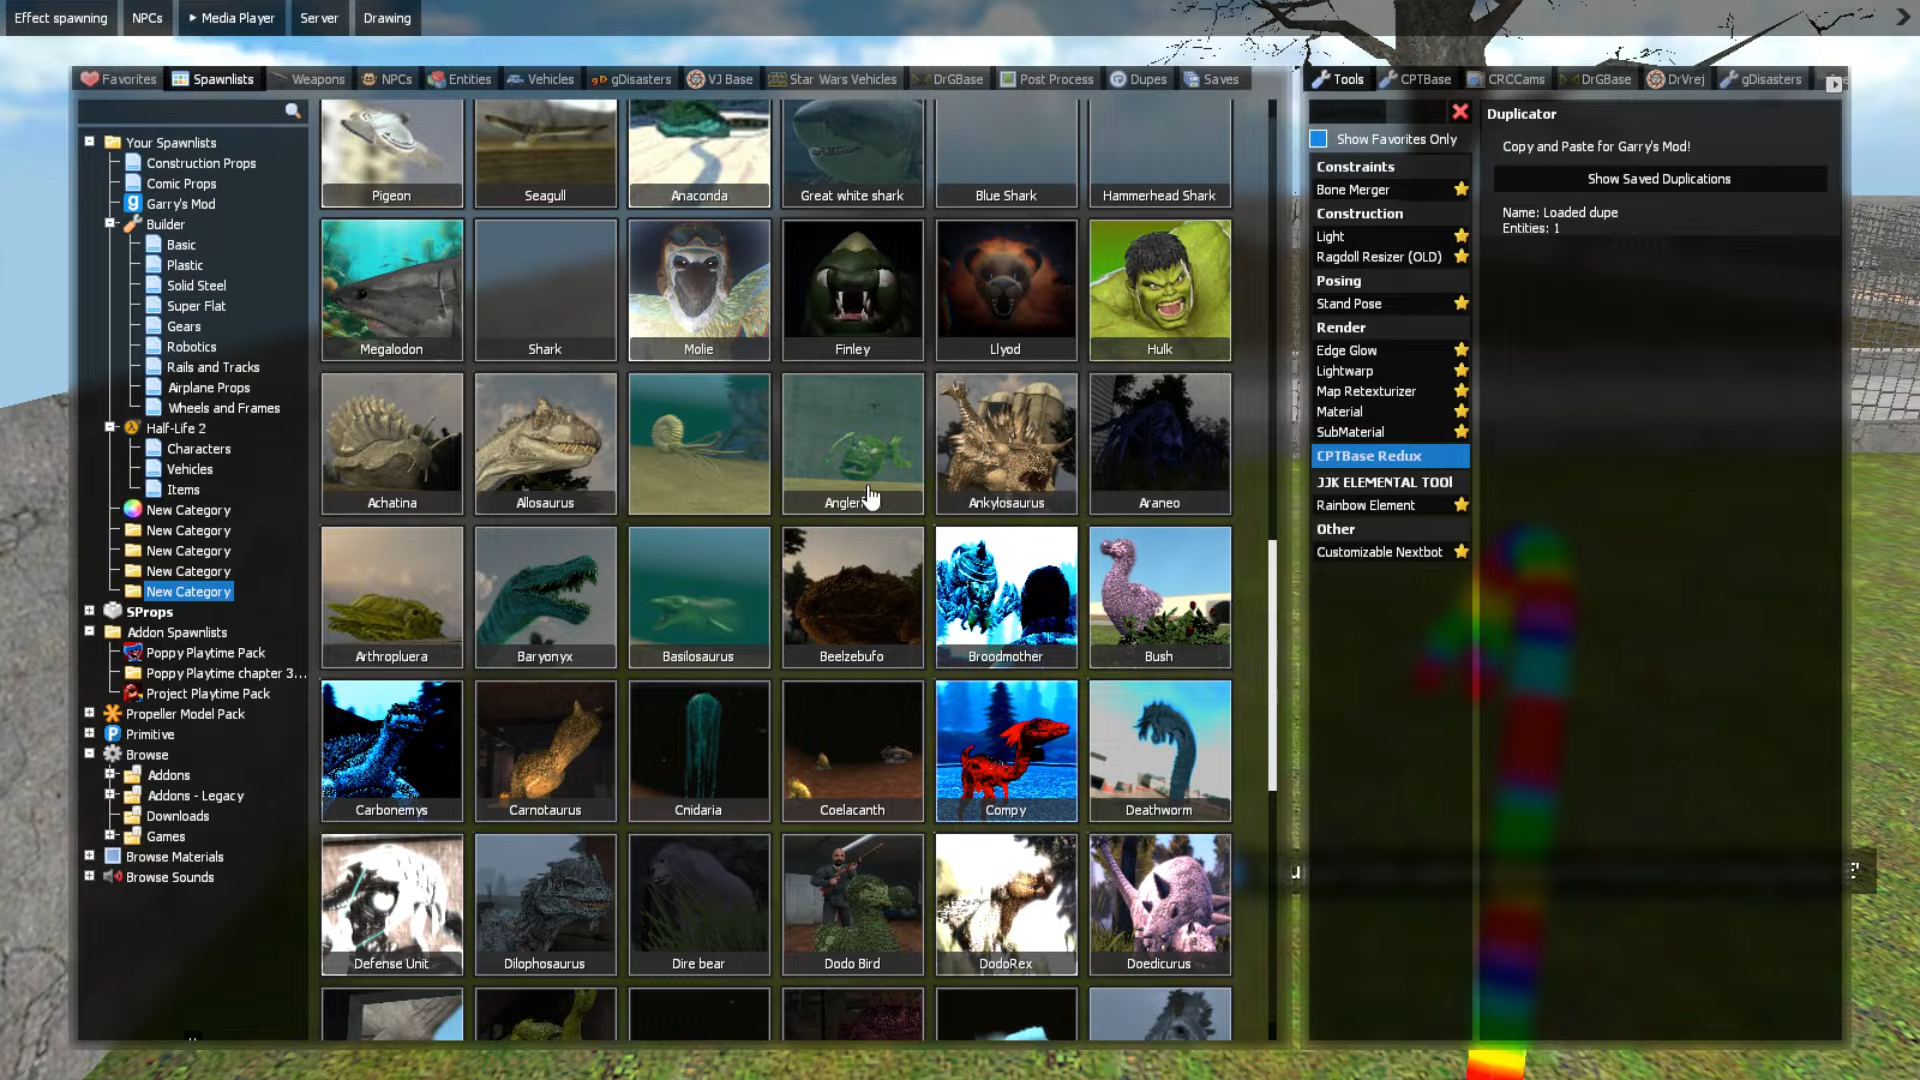 Effect spawning
NPCs
Media Player
Server
Drawing
Favorites
Spawnlists
Weapons
NPCs
Entities
Vehicles
gDisasters
VJ Base
Star Wars Vehicles
DrGBase
Post Process
Dupes
Saves
Your Spawnlists
Construction Props
Comic Props
Garry's Mod
Builder
Basic
Plastic
Solid Steel
Super Flat
Gears
Robotics
Rails and Tracks
Airplane Props
Wheels and Frames
Half-Life 2
Characters
Vehicles
Items
New Category
New Category
New Category
New Category
New Category
SProps
Addon Spawnlists
Poppy Playtime Pack
Poppy Playtime chapter 3...
Project Playtime Pack
Propeller Model Pack
Primitive
Browse
Addons
Addons - Legacy
Downloads
Games
Browse Materials
Browse Sounds
Pigeon
Seagull
Anaconda
Great white shark
Blue Shark
Hammerhead Shark
Megalodon
Shark
Molie
Finley
Llyod
Hulk
Achatina
Allosaurus
Ankylosaurus
Araneo
Arthropluera
Baryonyx
Basilosaurus
Beelzebufo
Broodmother
Bush
Carbonemys
Carnotaurus
Cnidaria
Coelacanth
Compy
Deathworm
Defense Unit
Dilophosaurus
Dire bear
Dodo Bird
DodoRex
Doedicurus
Tools
CPTBase
CRCCams
DrGBase
DrVrej
gDisasters
Show Favorites Only
Constraints
Bone Merger
Construction
Light
Ragdoll Resizer (OLD)
Posing
Stand Pose
Render
Edge Glow
Lightwarp
Map Retexturizer
Material
SubMaterial
CPTBase Redux
JJK ELEMENTAL TOOl
Rainbow Element
Other
Customizable Nextbot
Duplicator
Copy and Paste for Garry's Mod!
Show Saved Duplications
Name: Loaded dupe
Entities: 1